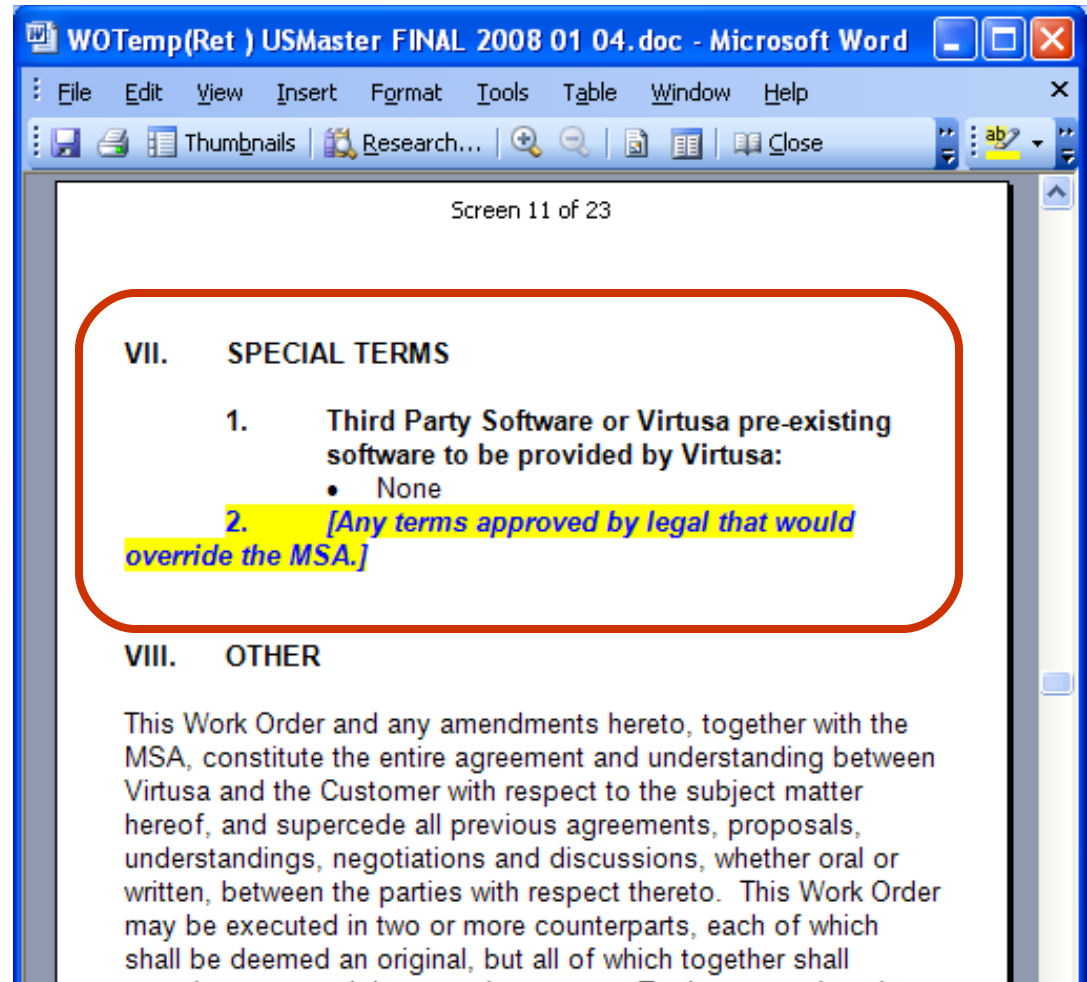 WOTemp(Ret ) USMaster FINAL 2008 01 04.doc - Microsoft Word
File Edit View Insert Format Tools Table Window Help
Thumbnails Research... Close
Screen 11 of 23
VII. SPECIAL TERMS
1. Third Party Software or Virtusa pre-existing
software to be provided by Virtusa:
• None
2. [Any terms approved by legal that would
override the MSA.]
VIII. OTHER
This Work Order and any amendments hereto, together with the
MSA, constitute the entire agreement and understanding between
Virtusa and the Customer with respect to the subject matter
hereof, and supercede all previous agreements, proposals,
understandings, negotiations and discussions, whether oral or
written, between the parties with respect thereto. This Work Order
may be executed in two or more counterparts, each of which
shall be deemed an original, but all of which together shall